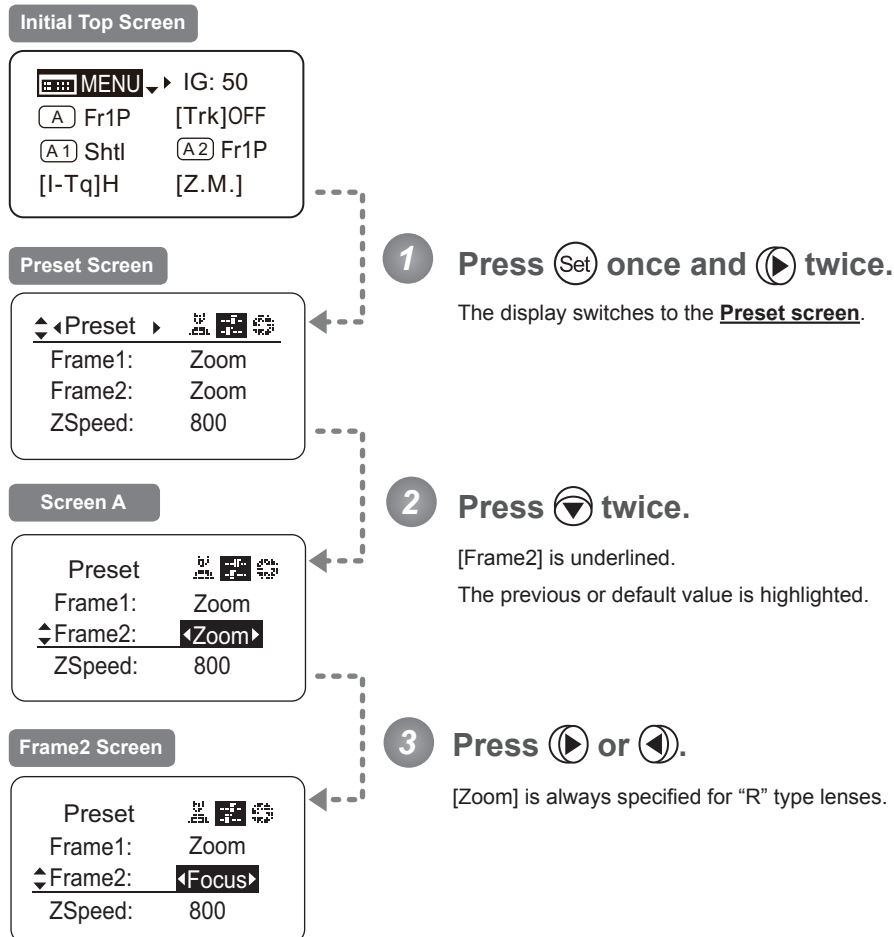 Initial Top Screen
MENU IG: 50
A Fr1P [Trk]OFF
A1 Shtl A2 Fr1P
[I-Tq]H [Z.M.]
1 Press Set once and twice.
The display switches to the Preset screen.
Preset Screen
Preset
Frame1: Zoom
Frame2: Zoom
ZSpeed: 800
2 Press twice.
[Frame2] is underlined.
The previous or default value is highlighted.
Screen A
Preset
Frame1: Zoom
Frame2: Zoom
ZSpeed: 800
3 Press or .
[Zoom] is always specified for “R” type lenses.
Frame2 Screen
Preset
Frame1: Zoom
Frame2: Focus
ZSpeed: 800